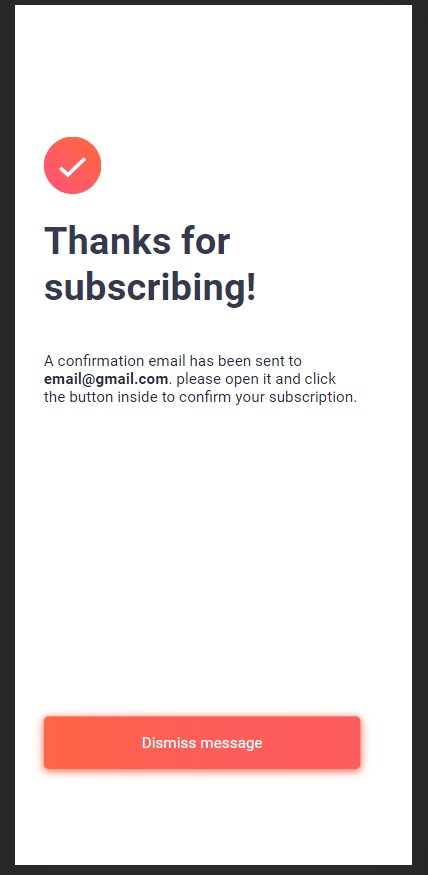 Thanks for
subscribing!
A confirmation email has been sent to
email@gmail.com. please open it and click
the button inside to confirm your subscription.
Dismiss message